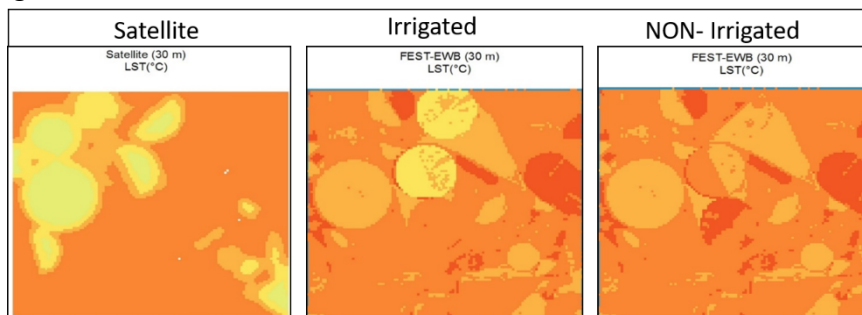 Satellite
Irrigated
NON- Irrigated
Satellite (30 m)
LST(°C)
FEST-EWB (30 m)
LST(°C)
FEST-EWB (30 m)
LST(°C)